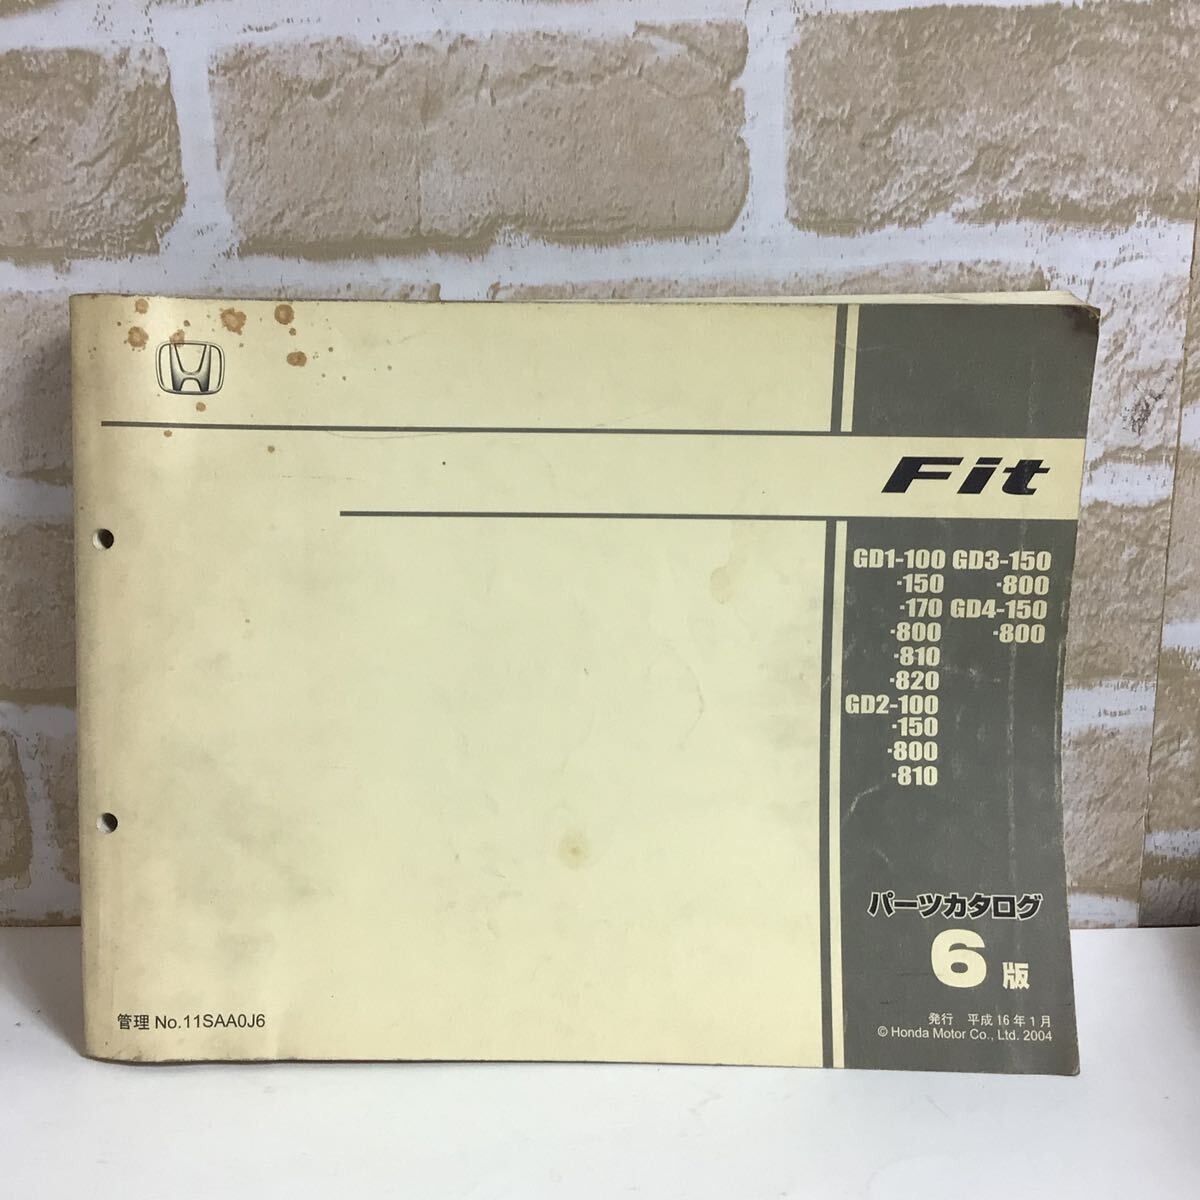 Fit
GD1-100 GD3-150
-150 -800
-170 GD4-150
-800 -800
-810
-820
GD2-100
-150
-800
-810
パーツカタログ
6版
管理 No.11SAA0J6
発行 平成16年1月
© Honda Motor Co., Ltd. 2004